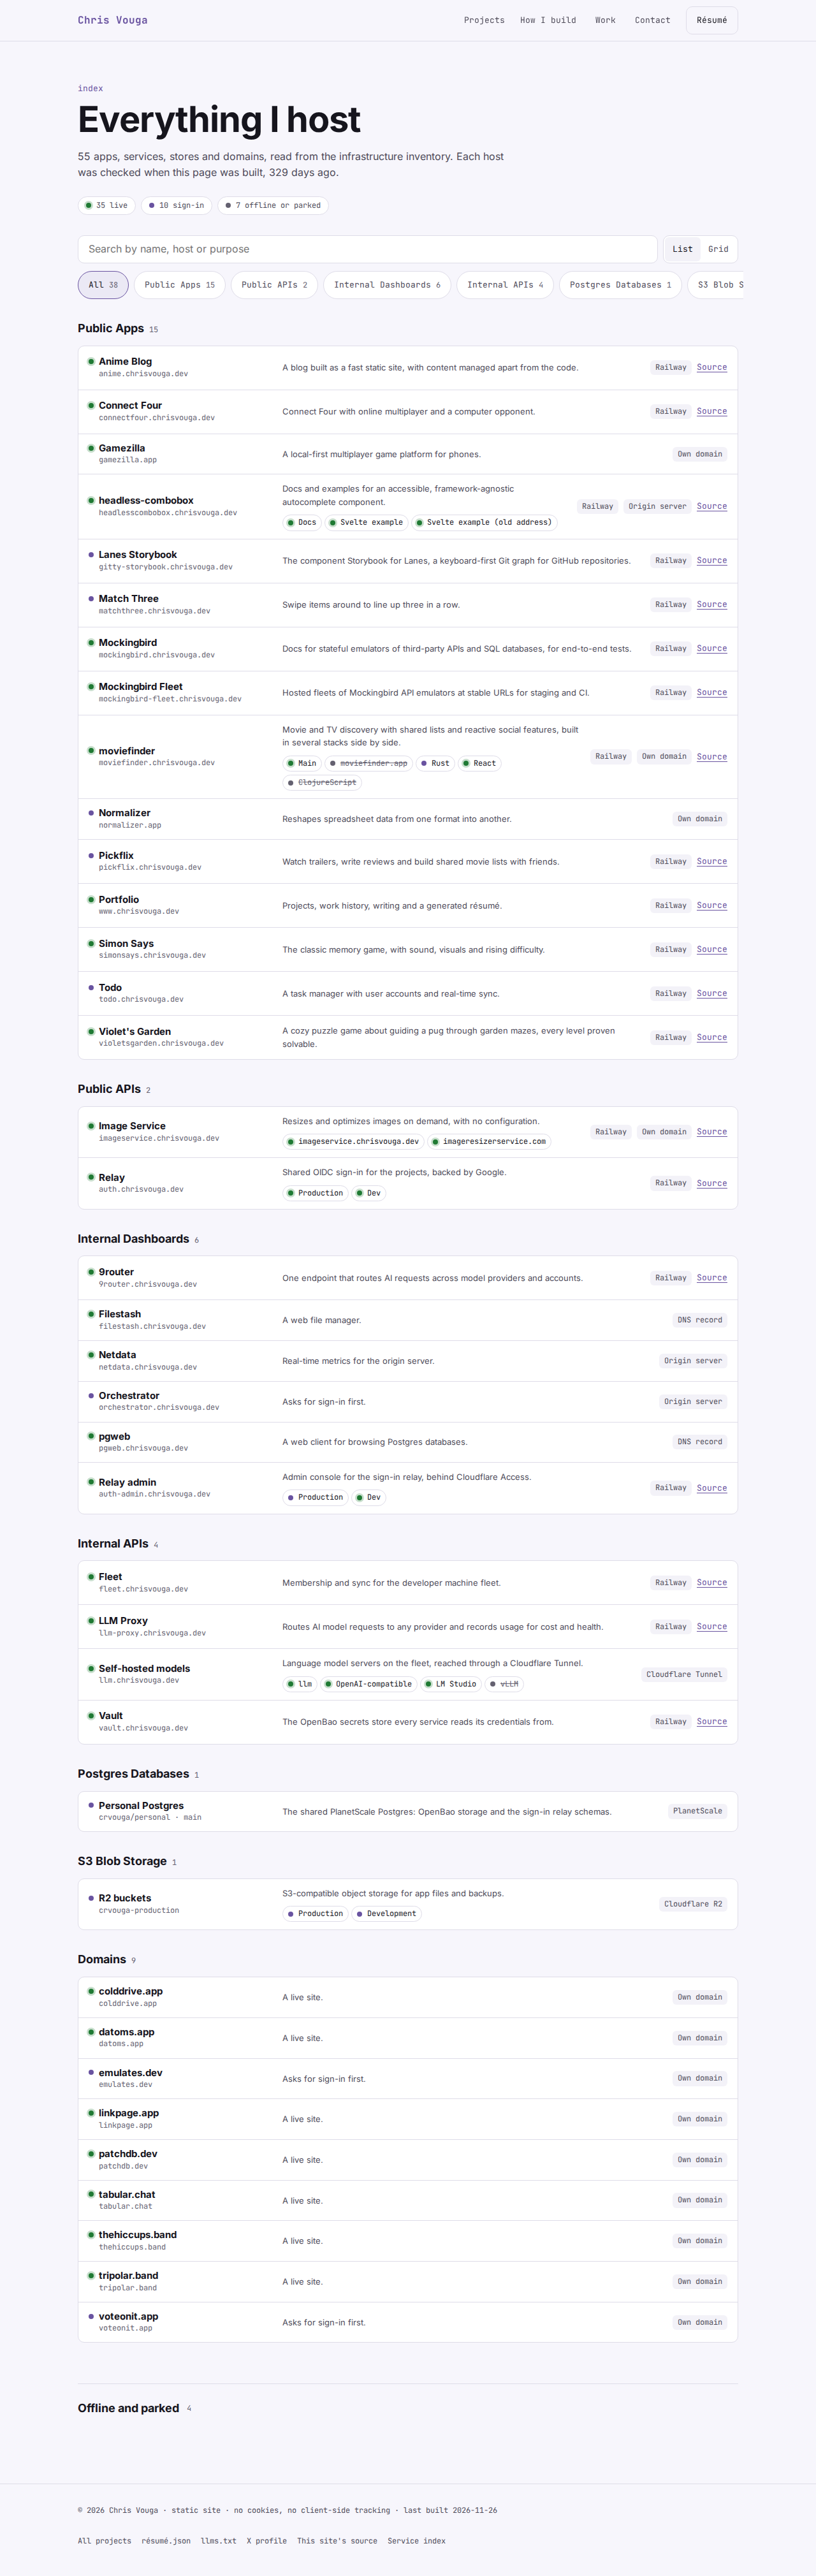 Chris Vouga
Projects How I build Work Contact Résumé
index
Everything I host
55 apps, services, stores and domains, read from the infrastructure inventory. Each host
was checked when this page was built, 329 days ago.
35 live 10 sign-in 7 offline or parked
Search by name, host or purpose List Grid
All 38 Public Apps 15 Public APIs 2 Internal Dashboards 6 Internal APIs 4 Postgres Databases 1 S3 Blob S
Public Apps 15
Anime Blog
anime.chrisvouga.dev
A blog built as a fast static site, with content managed apart from the code.
Railway Source
Connect Four
connectfour.chrisvouga.dev
Connect Four with online multiplayer and a computer opponent.
Railway Source
Gamezilla
gamezilla.app
A local-first multiplayer game platform for phones.
Own domain
headless-combobox
headlesscombobox.chrisvouga.dev
Docs and examples for an accessible, framework-agnostic
autocomplete component.
Docs Svelte example Svelte example (old address)
Railway Origin server Source
Lanes Storybook
gitty-storybook.chrisvouga.dev
The component Storybook for Lanes, a keyboard-first Git graph for GitHub repositories.
Railway Source
Match Three
matchthree.chrisvouga.dev
Swipe items around to line up three in a row.
Railway Source
Mockingbird
mockingbird.chrisvouga.dev
Docs for stateful emulators of third-party APIs and SQL databases, for end-to-end tests.
Railway Source
Mockingbird Fleet
mockingbird-fleet.chrisvouga.dev
Hosted fleets of Mockingbird API emulators at stable URLs for staging and CI.
Railway Source
moviefinder
moviefinder.chrisvouga.dev
Movie and TV discovery with shared lists and reactive social features, built
in several stacks side by side.
Main moviefinder.app Rust React
ClojureScript
Railway Own domain Source
Normalizer
normalizer.app
Reshapes spreadsheet data from one format into another.
Own domain
Pickflix
pickflix.chrisvouga.dev
Watch trailers, write reviews and build shared movie lists with friends.
Railway Source
Portfolio
www.chrisvouga.dev
Projects, work history, writing and a generated résumé.
Railway Source
Simon Says
simonsays.chrisvouga.dev
The classic memory game, with sound, visuals and rising difficulty.
Railway Source
Todo
todo.chrisvouga.dev
A task manager with user accounts and real-time sync.
Railway Source
Violet's Garden
violetsgarden.chrisvouga.dev
A cozy puzzle game about guiding a pug through garden mazes, every level proven
solvable.
Railway Source
Public APIs 2
Image Service
imageservice.chrisvouga.dev
Resizes and optimizes images on demand, with no configuration.
imageservice.chrisvouga.dev imageresizerservice.com
Railway Own domain Source
Relay
auth.chrisvouga.dev
Shared OIDC sign-in for the projects, backed by Google.
Production Dev
Railway Source
Internal Dashboards 6
9router
9router.chrisvouga.dev
One endpoint that routes AI requests across model providers and accounts.
Railway Source
Filestash
filestash.chrisvouga.dev
A web file manager.
DNS record
Netdata
netdata.chrisvouga.dev
Real-time metrics for the origin server.
Origin server
Orchestrator
orchestrator.chrisvouga.dev
Asks for sign-in first.
Origin server
pgweb
pgweb.chrisvouga.dev
A web client for browsing Postgres databases.
DNS record
Relay admin
auth-admin.chrisvouga.dev
Admin console for the sign-in relay, behind Cloudflare Access.
Production Dev
Railway Source
Internal APIs 4
Fleet
fleet.chrisvouga.dev
Membership and sync for the developer machine fleet.
Railway Source
LLM Proxy
llm-proxy.chrisvouga.dev
Routes AI model requests to any provider and records usage for cost and health.
Railway Source
Self-hosted models
llm.chrisvouga.dev
Language model servers on the fleet, reached through a Cloudflare Tunnel.
llm OpenAI-compatible LM Studio vLLM
Cloudflare Tunnel
Vault
vault.chrisvouga.dev
The OpenBao secrets store every service reads its credentials from.
Railway Source
Postgres Databases 1
Personal Postgres
crvouga/personal · main
The shared PlanetScale Postgres: OpenBao storage and the sign-in relay schemas.
PlanetScale
S3 Blob Storage 1
R2 buckets
crvouga-production
S3-compatible object storage for app files and backups.
Production Development
Cloudflare R2
Domains 9
colddrive.app
colddrive.app
A live site.
Own domain
datoms.app
datoms.app
A live site.
Own domain
emulates.dev
emulates.dev
Asks for sign-in first.
Own domain
linkpage.app
linkpage.app
A live site.
Own domain
patchdb.dev
patchdb.dev
A live site.
Own domain
tabular.chat
tabular.chat
A live site.
Own domain
thehiccups.band
thehiccups.band
A live site.
Own domain
tripolar.band
tripolar.band
A live site.
Own domain
voteonit.app
voteonit.app
Asks for sign-in first.
Own domain
Offline and parked 4
© 2026 Chris Vouga · static site · no cookies, no client-side tracking · last built 2026-11-26
All projects résumé.json llms.txt X profile This site's source Service index